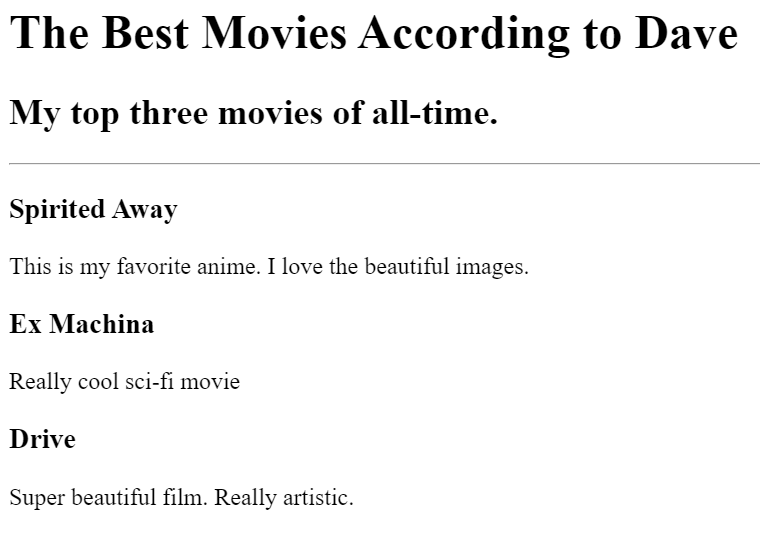 The Best Movies According to Dave
My top three movies of all-time.
Spirited Away
This is my favorite anime. I love the beautiful images.
Ex Machina
Really cool sci-fi movie
Drive
Super beautiful film. Really artistic.